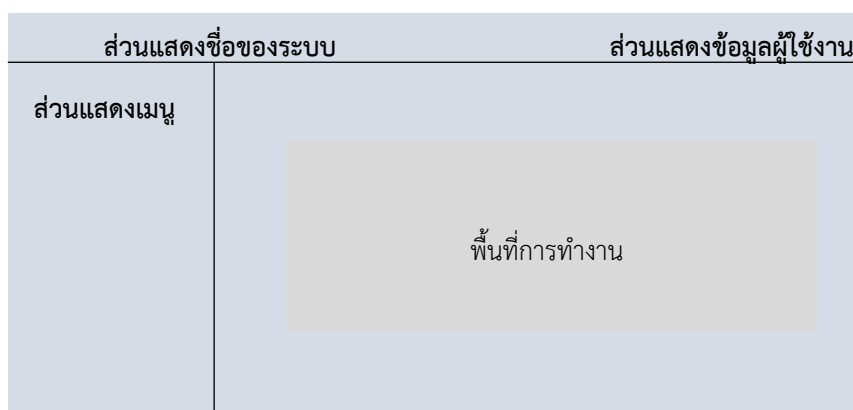 ส่วนแสดงชื่อของระบบ ส่วนแสดงข้อมูลผู้ใช้งาน
ส่วนแสดงเมนู
พื้นที่การทำงาน